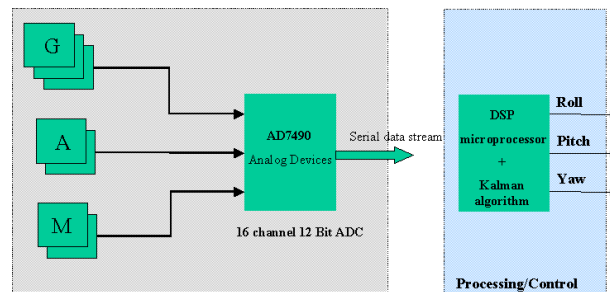 G
A
M
AD7490
Analog Devices
16 channel 12 Bit ADC
Serial data stream
DSP
microprocessor
+
Kalman
algorithm
Roll
Pitch
Yaw
Processing/Control